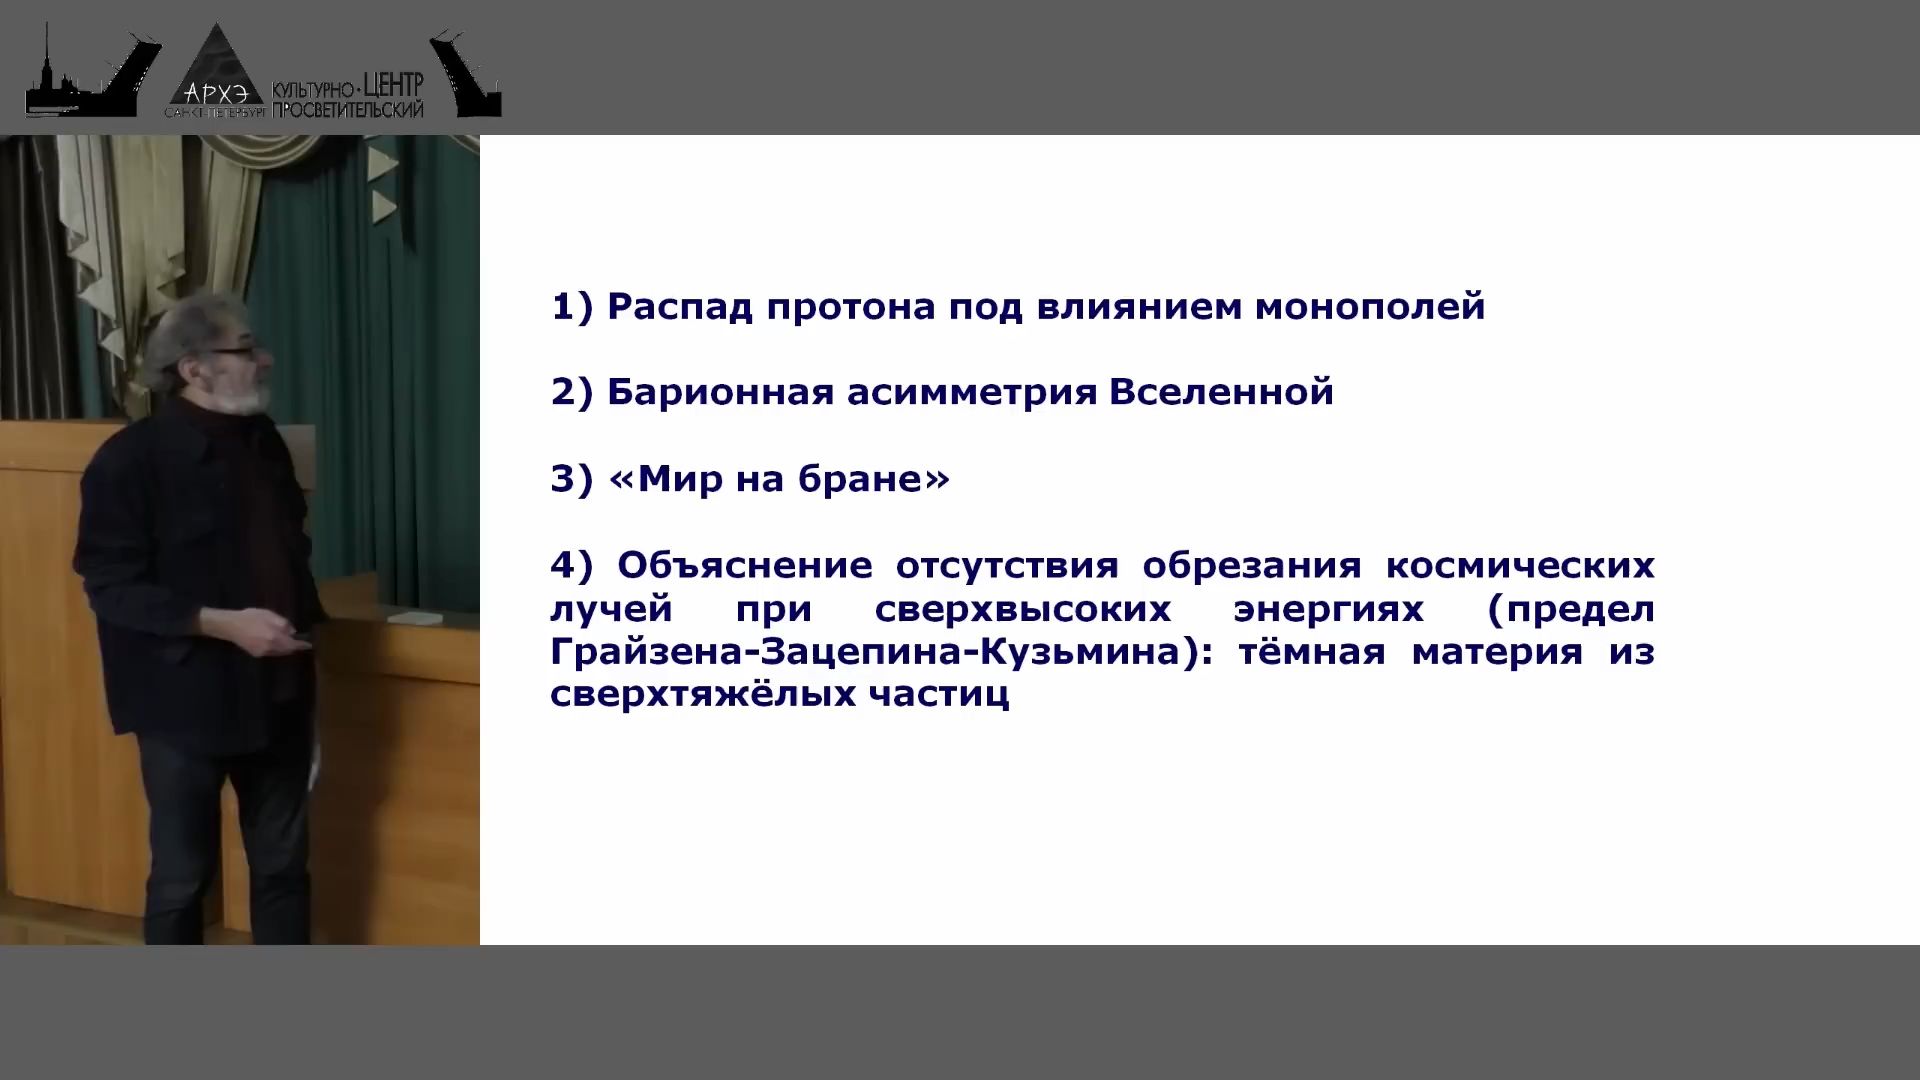 АРХЭ
САНКТ-ПЕТЕРБУРГ
КУЛЬТУРНО-ЦЕНТР
ПРОСВЕТИТЕЛЬСКИЙ
1) Распад протона под влиянием монополей
2) Барионная асимметрия Вселенной
3) «Мир на бране»
4) Объяснение отсутствия обрезания космических
лучей при сверхвысоких энергиях (предел
Грайзена-Зацепина-Кузьмина): тёмная материя из
сверхтяжёлых частиц